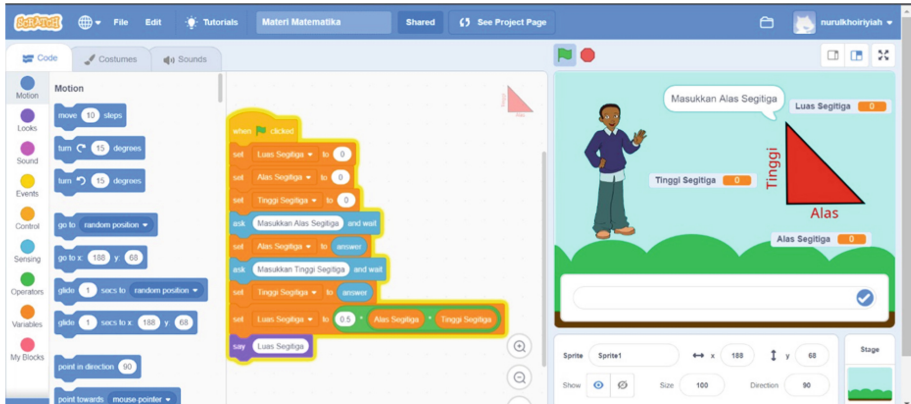 SCRATCH File Edit Tutorials Materi Matematika Shared See Project Page nurulkhoiriyiah
Code Costumes Sounds
Motion
Looks
Sound
Events
Control
Sensing
Operators
Variables
My Blocks
Motion
move 10 steps
turn 15 degrees
turn 15 degrees
go to random position
go to x: 188 y: 68
glide 1 secs to random position
glide 1 secs to x: 188 y: 68
point in direction 90
point towards mouse-pointer
when clicked
set Luas Segitiga to 0
set Alas Segitiga to 0
set Tinggi Segitiga to 0
ask Masukkan Alas Segitiga and wait
set Alas Segitiga to answer
ask Masukkan Tinggi Segitiga and wait
set Tinggi Segitiga to answer
set Luas Segitiga to 0.5 * Alas Segitiga * Tinggi Segitiga
say Luas Segitiga
Masukkan Alas Segitiga
Luas Segitiga 0
Tinggi Segitiga 0
Tinggi
Alas
Alas Segitiga 0
Sprite Sprite1 x 188 y 68
Show Size 100 Direction 90
Stage